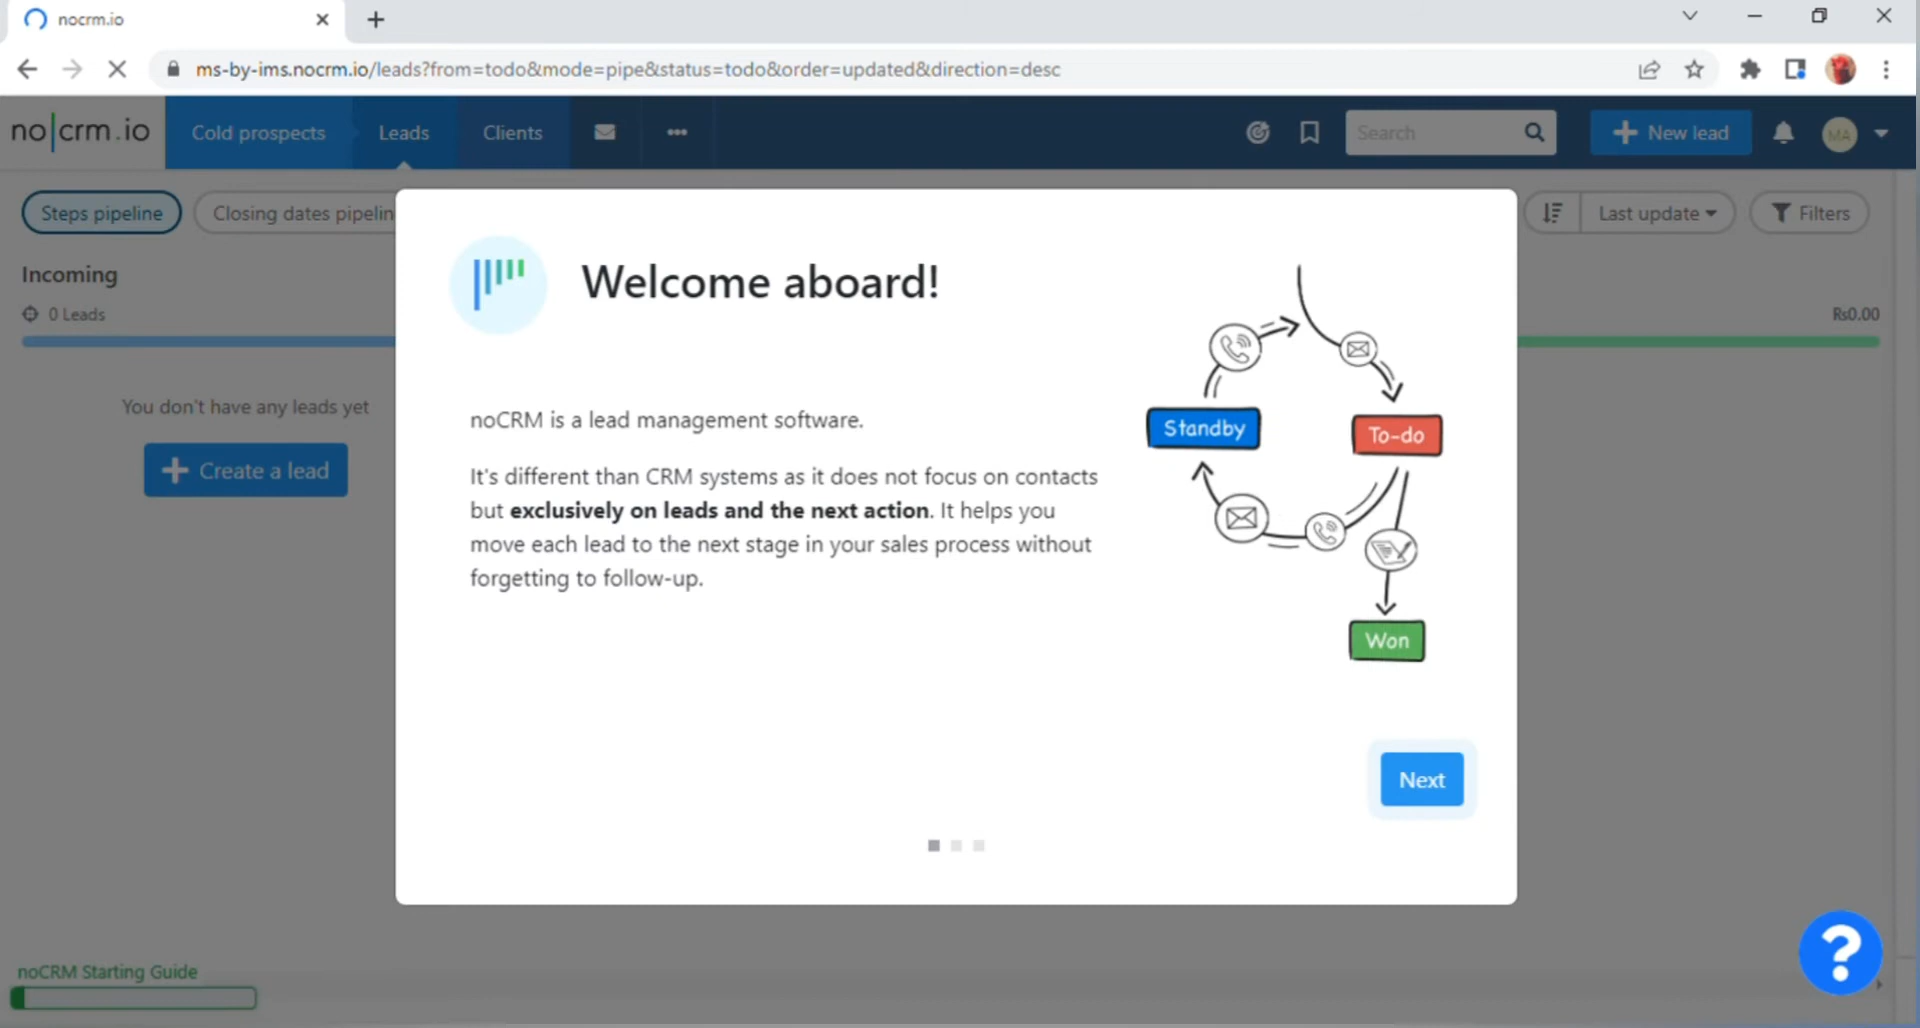 nocrm.io
ms-by-ims.nocrm.io/leads?from=todo&mode=pipe&status=todo&order=updated&direction=desc
no|crm.io
Cold prospects
Leads
Clients
Search
New lead
MA
Steps pipeline
Closing dates pipelin
Last update
Filters
Incoming
0 Leads
Rs0.00
You don't have any leads yet
Create a lead
Welcome aboard!
noCRM is a lead management software.
It's different than CRM systems as it does not focus on contacts
but exclusively on leads and the next action. It helps you
move each lead to the next stage in your sales process without
forgetting to follow-up.
Standby
To-do
Won
Next
noCRM Starting Guide